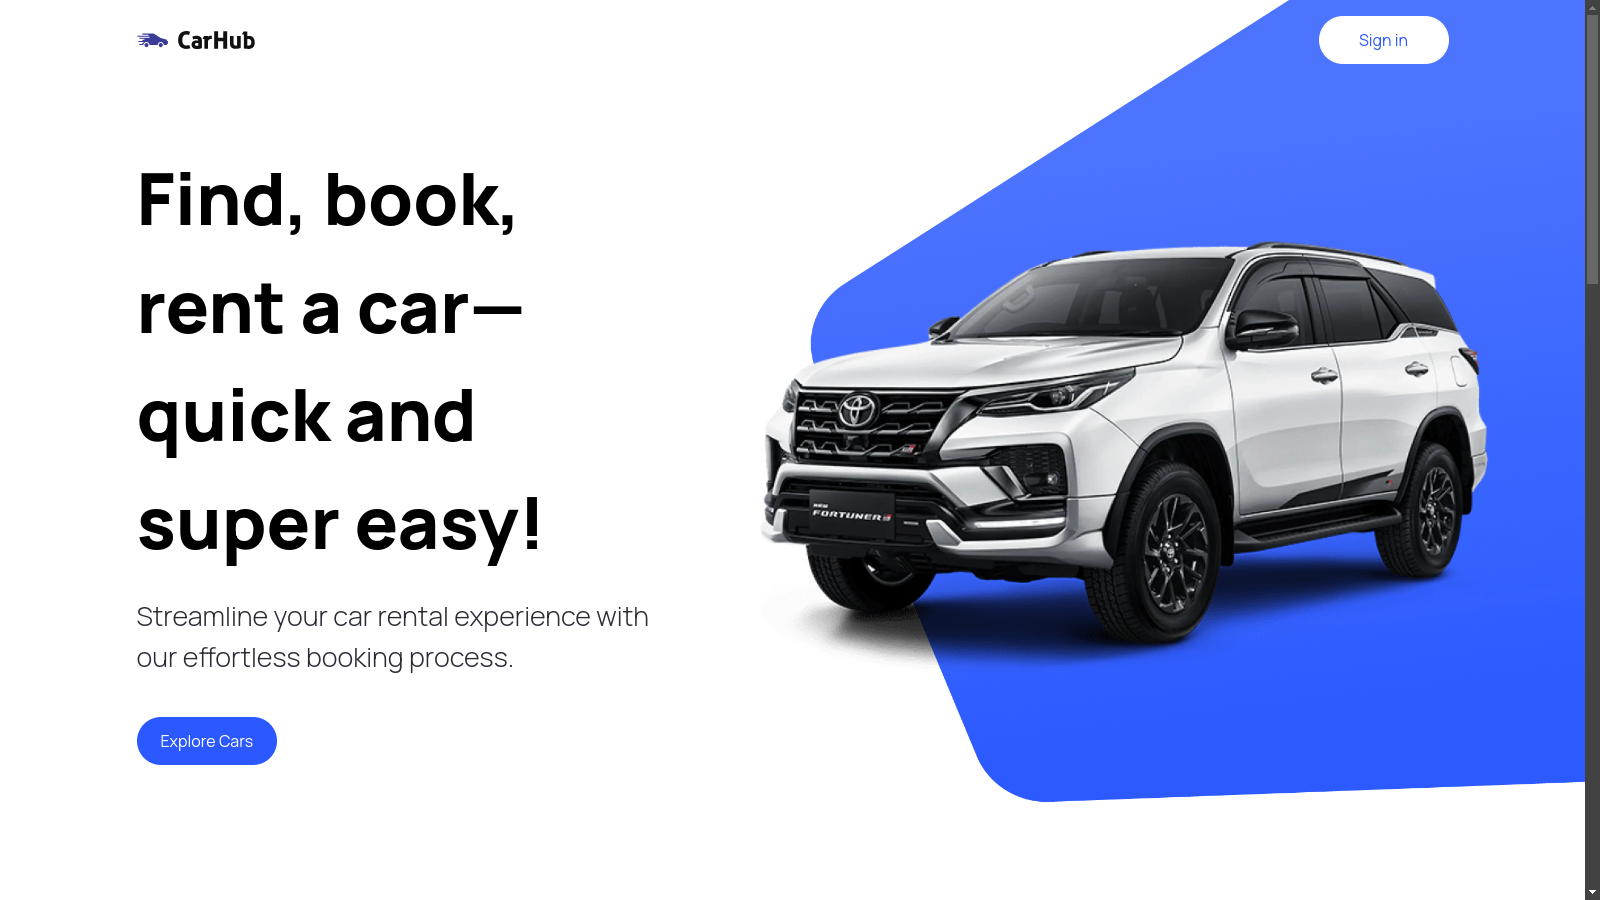 CarHub
Sign in
Find, book,
rent a car—
quick and
super easy!
Streamline your car rental experience with
our effortless booking process.
Explore Cars
NEW
FORTUNER